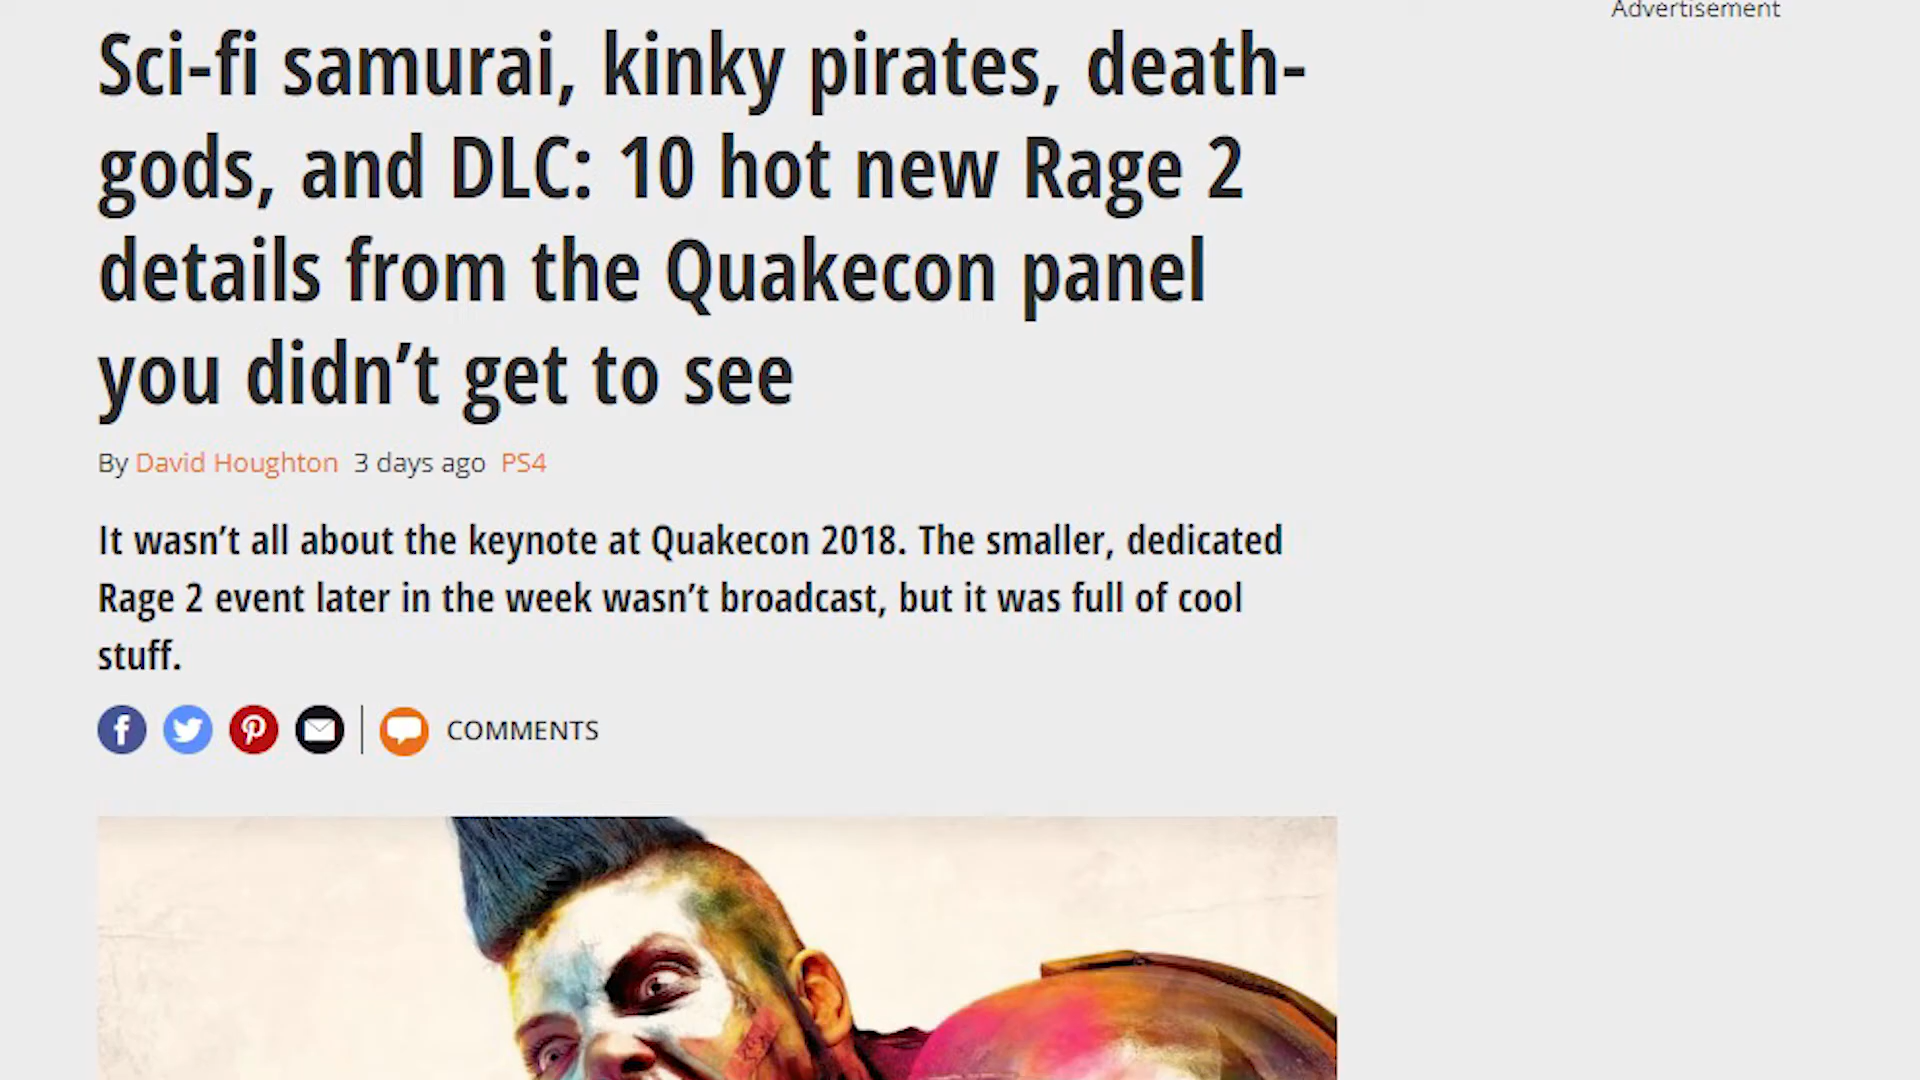 Advertisement
Sci-fi samurai, kinky pirates, death-
gods, and DLC: 10 hot new Rage 2
details from the Quakecon panel
you didn’t get to see
By David Houghton 3 days ago PS4
It wasn’t all about the keynote at Quakecon 2018. The smaller, dedicated
Rage 2 event later in the week wasn’t broadcast, but it was full of cool
stuff.
COMMENTS